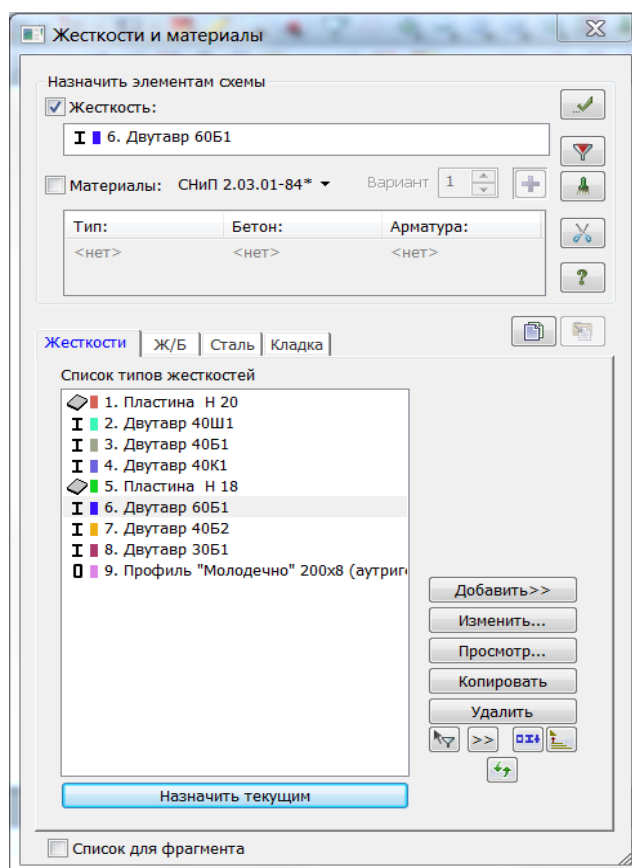 Жесткости и материалы
Назначить элементам схемы
Жесткость:
6. Двутавр 60Б1
Материалы: СНиП 2.03.01-84* Вариант 1
Тип: Бетон: Арматура:
<нет> <нет> <нет>
Жесткости Ж/Б Сталь Кладка
Список типов жесткостей
1. Пластина Н 20
2. Двутавр 40Ш1
3. Двутавр 40Б1
4. Двутавр 40К1
5. Пластина Н 18
6. Двутавр 60Б1
7. Двутавр 40Б2
8. Двутавр 30Б1
9. Профиль "Молодечно" 200x8 (аутриг
Добавить>>
Изменить...
Просмотр...
Копировать
Удалить
>>
Назначить текущим
Список для фрагмента